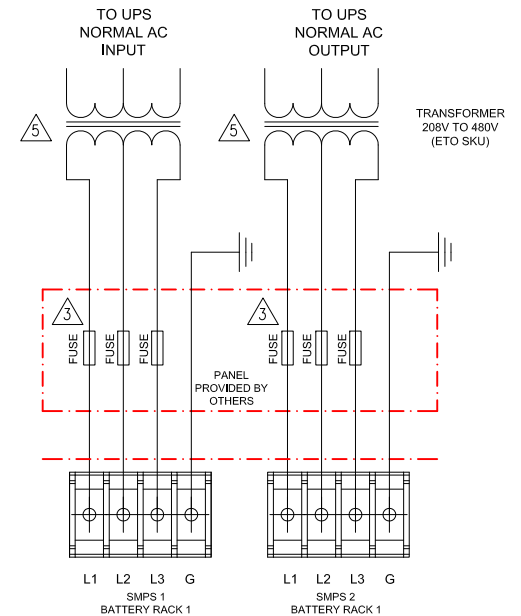 TO UPS
NORMAL AC
INPUT
TO UPS
NORMAL AC
OUTPUT
5
5
TRANSFORMER
208V TO 480V
(ETO SKU)
3
3
FUSE
FUSE
FUSE
FUSE
FUSE
FUSE
PANEL
PROVIDED BY
OTHERS
L1 L2 L3 G
L1 L2 L3 G
SMPS 1
BATTERY RACK 1
SMPS 2
BATTERY RACK 1